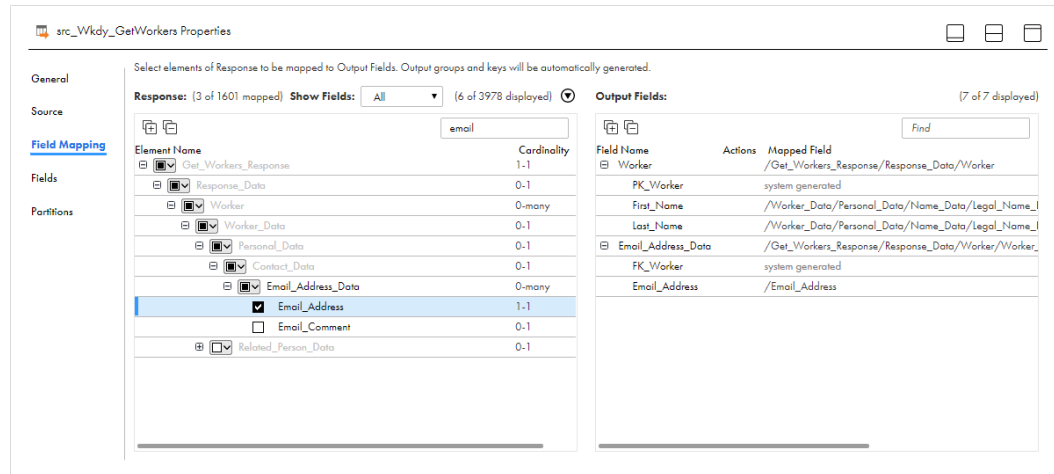 src_Wkdy_GetWorkers Properties
General
Source
Field Mapping
Fields
Partitions
Select elements of Response to be mapped to Output Fields. Output groups and keys will be automatically generated.
Response: (3 of 1601 mapped) Show Fields: All (6 of 3978 displayed)
email
Element Name Cardinality
Get_Workers_Response 1-1
Response_Data 0-1
Worker 0-many
Worker_Data 0-1
Personal_Data 0-1
Contact_Data 0-1
Email_Address_Data 0-many
Email_Address 1-1
Email_Comment 0-1
Related_Person_Data 0-1
Output Fields: (7 of 7 displayed)
Find
Field Name Actions Mapped Field
Worker /Get_Workers_Response/Response_Data/Worker
PK_Worker system generated
First_Name /Worker_Data/Personal_Data/Name_Data/Legal_Name_
Last_Name /Worker_Data/Personal_Data/Name_Data/Legal_Name_
Email_Address_Data /Get_Workers_Response/Response_Data/Worker/Worker_
FK_Worker system generated
Email_Address /Email_Address